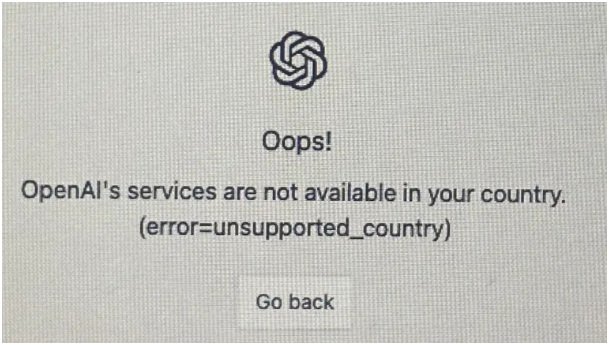 Oops!
OpenAI's services are not available in your country.
(error=unsupported_country)
Go back